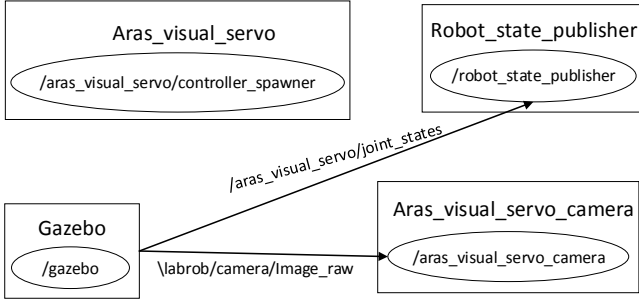 Aras_visual_servo
/aras_visual_servo/controller_spawner
Robot_state_publisher
/robot_state_publisher
/aras_visual_servo/joint_states
Gazebo
/gazebo
\labrob/camera/Image_raw
Aras_visual_servo_camera
/aras_visual_servo_camera